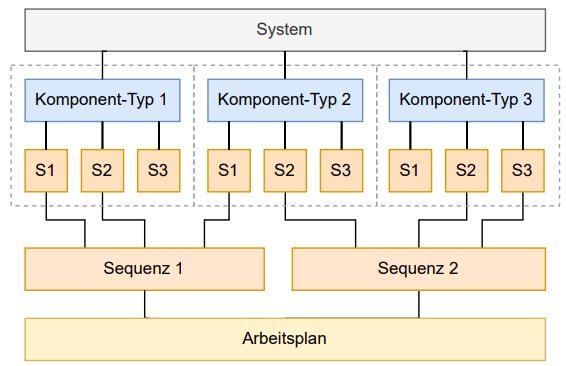 System
Komponent-Typ 1
Komponent-Typ 2
Komponent-Typ 3
S1
S2
S3
S1
S2
S3
S1
S2
S3
Sequenz 1
Sequenz 2
Arbeitsplan